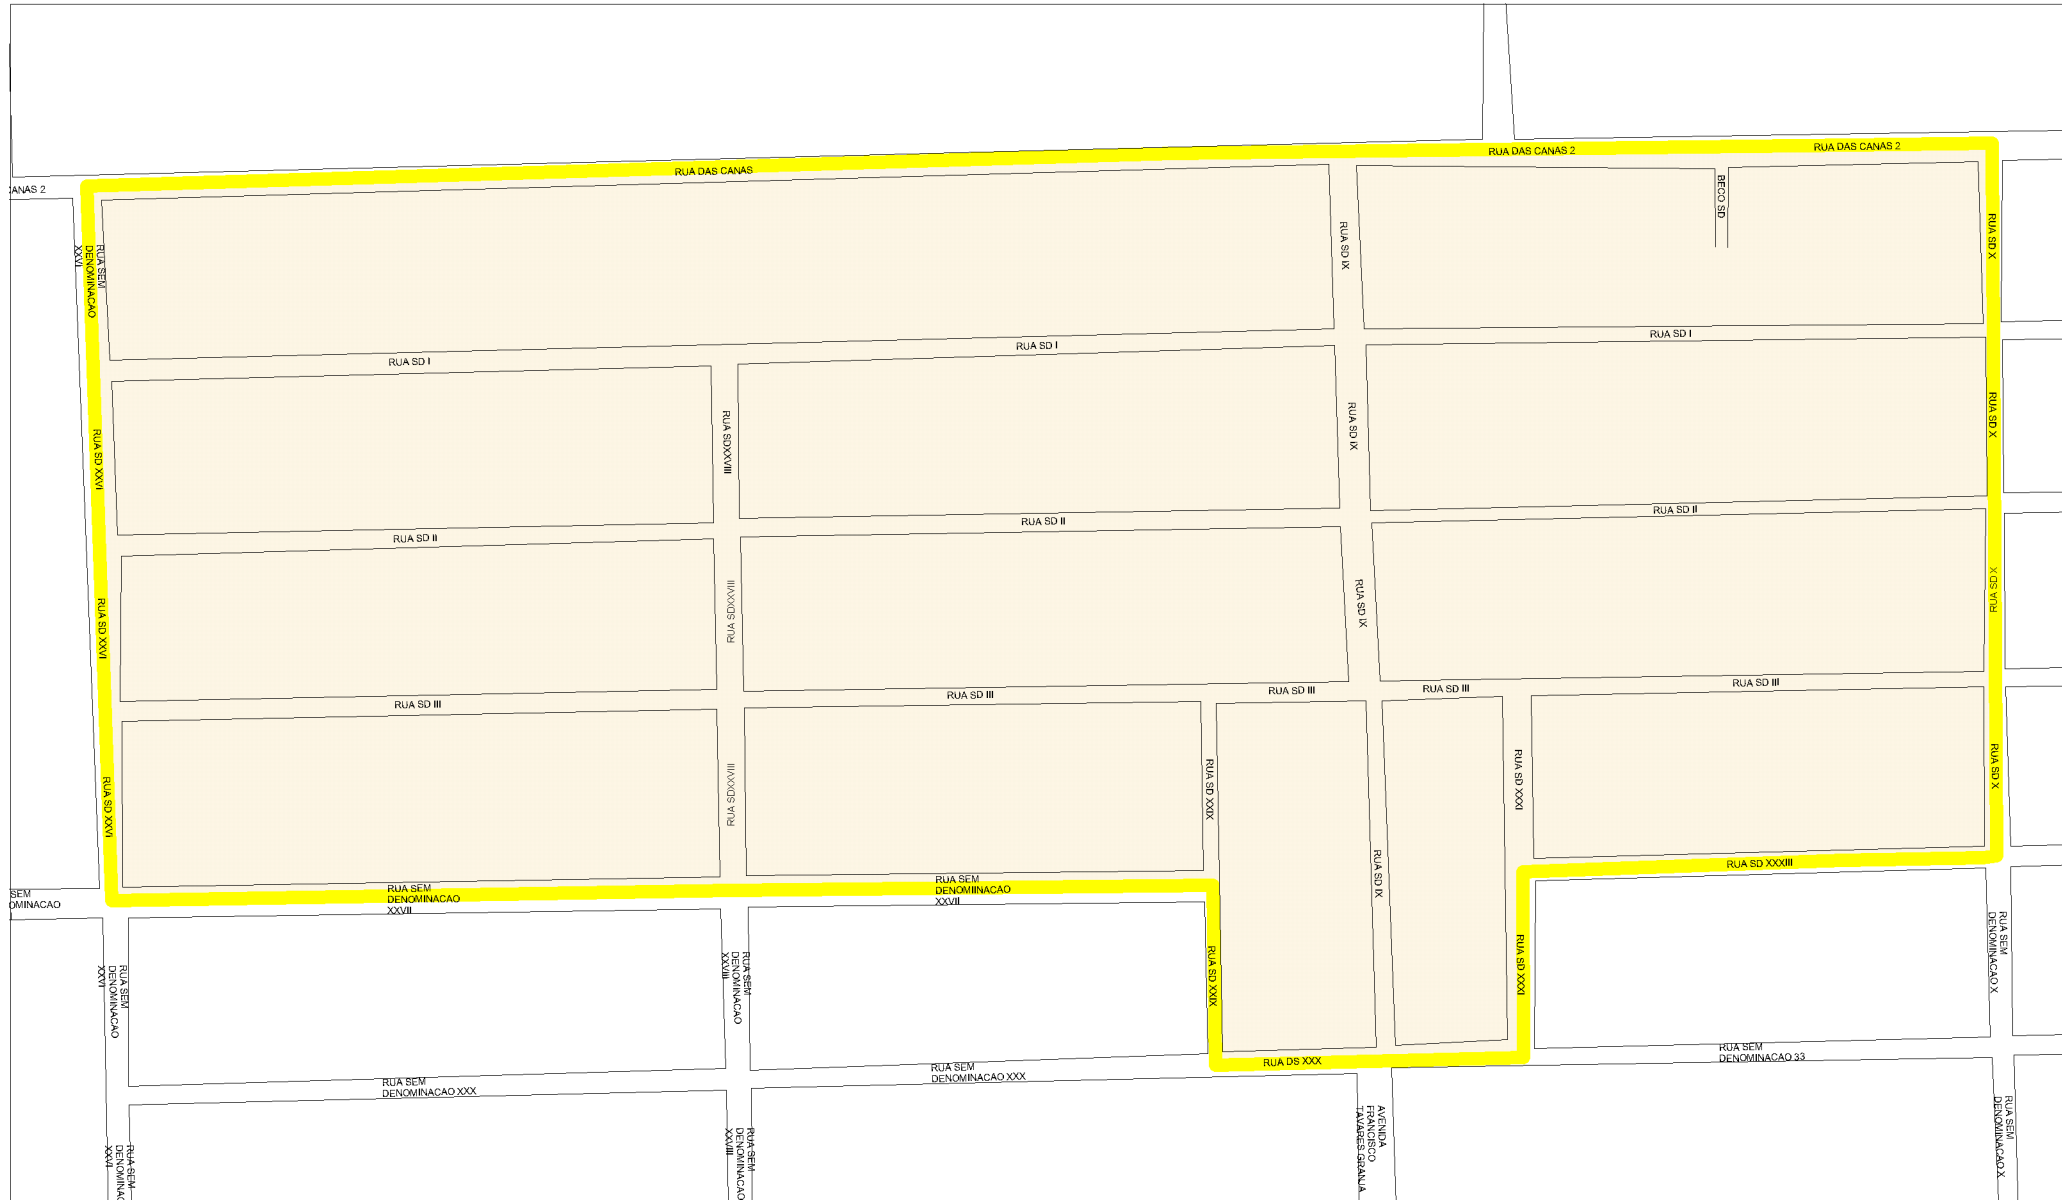 RUA DAS CANAS 2
RUA DAS CANAS 2
RUA DAS CANAS
ANAS 2
BECO SD
RUA SD X
RUA SD IX
RUA SEM
DENOMINACAO
XXVI
RUA SD I
RUA SD I
RUA SD I
RUA SD XXVI
RUA SDXXVIII
RUA SD IX
RUA SD X
RUA SD II
RUA SD II
RUA SD II
RUA SD XXVI
RUA SDXXVIII
RUA SD IX
RUA SD X
RUA SD III
RUA SD III
RUA SD III
RUA SD III
RUA SD III
RUA SD XXVI
RUA SDXXVIII
RUA SD XXIX
RUA SD IX
RUA SD XXXI
RUA SD X
RUA SD XXXIII
SEM
OMINACAO
RUA SEM
DENOMINACAO
XXVII
RUA SEM
DENOMIINACAO
XXVII
RUA SEM
DENOMINACAO
XXVI
RUA SEM
DENOMINACAO
XXVIII
RUA SD XXIX
RUA SD XXXI
RUA SEM
DENOMINACAO X
RUA DS XXX
RUA SEM
DENOMINACAO 33
RUA SEM
DENOMINACAO XXX
RUA SEM
DENOMINACAO XXX
RUA SEM
DENOMINAC
XXVI
RUA SEM
DENOMINACAO
XXVIII
AVENIDA
FRANCISCO
TAVARES GRANJA
RUA SEM
DENOMINACAO X